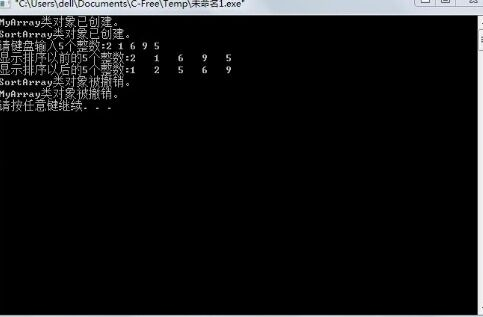 "C:\Users\dell\Documents\C-Free\Temp\未命名1.exe"
MyArray类对象已创建。
SortArray类对象已创建。
请键盘输入5个整数:2 1 6 9 5
显示排序以前的5个整数:2 1 6 9 5
显示排序以后的5个整数:1 2 5 6 9
SortArray类对象被撤销。
MyArray类对象被撤销。
请按任意键继续. . .